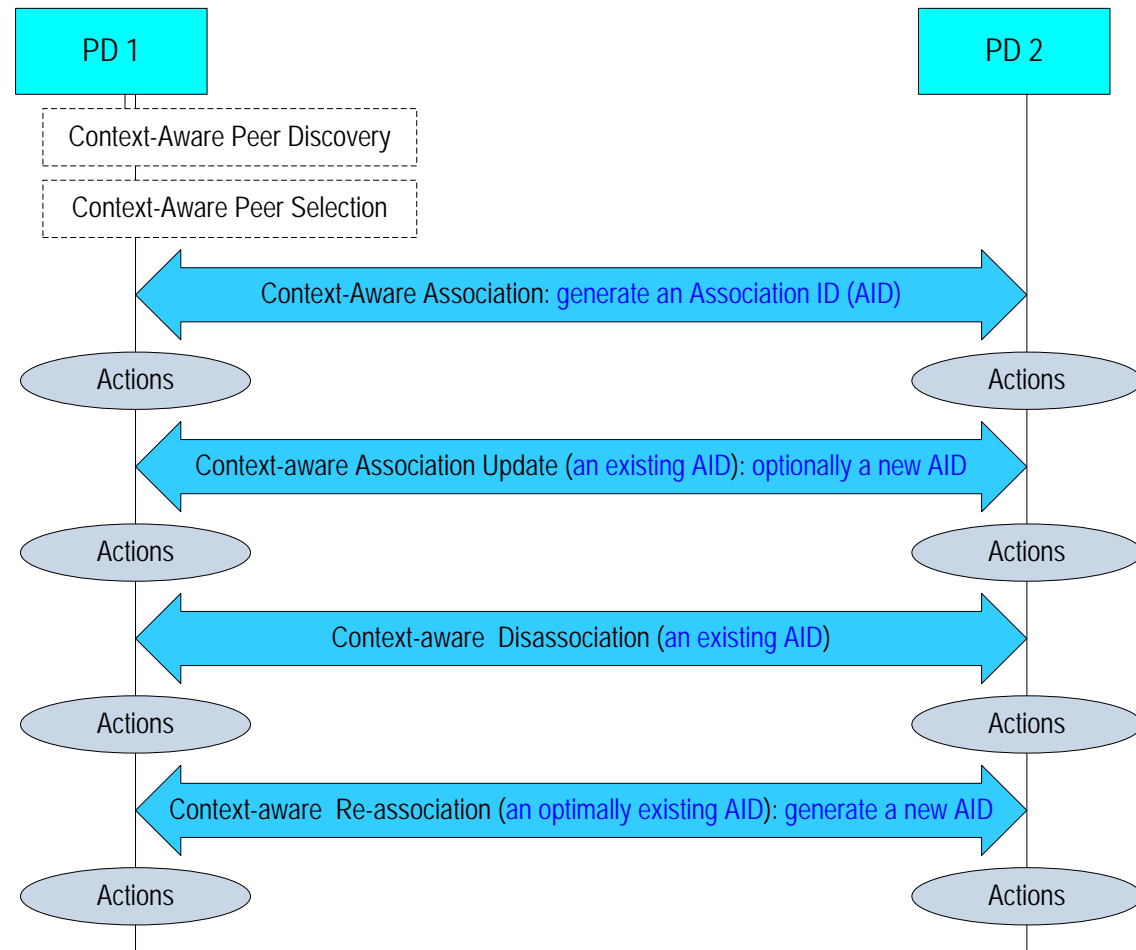 PD 1
PD 2
Context-Aware Peer Discovery
Context-Aware Peer Selection
Context-Aware Association: generate an Association ID (AID)
Actions
Actions
Context-aware Association Update (an existing AID): optionally a new AID
Actions
Actions
Context-aware Disassociation (an existing AID)
Actions
Actions
Context-aware Re-association (an optimally existing AID): generate a new AID
Actions
Actions